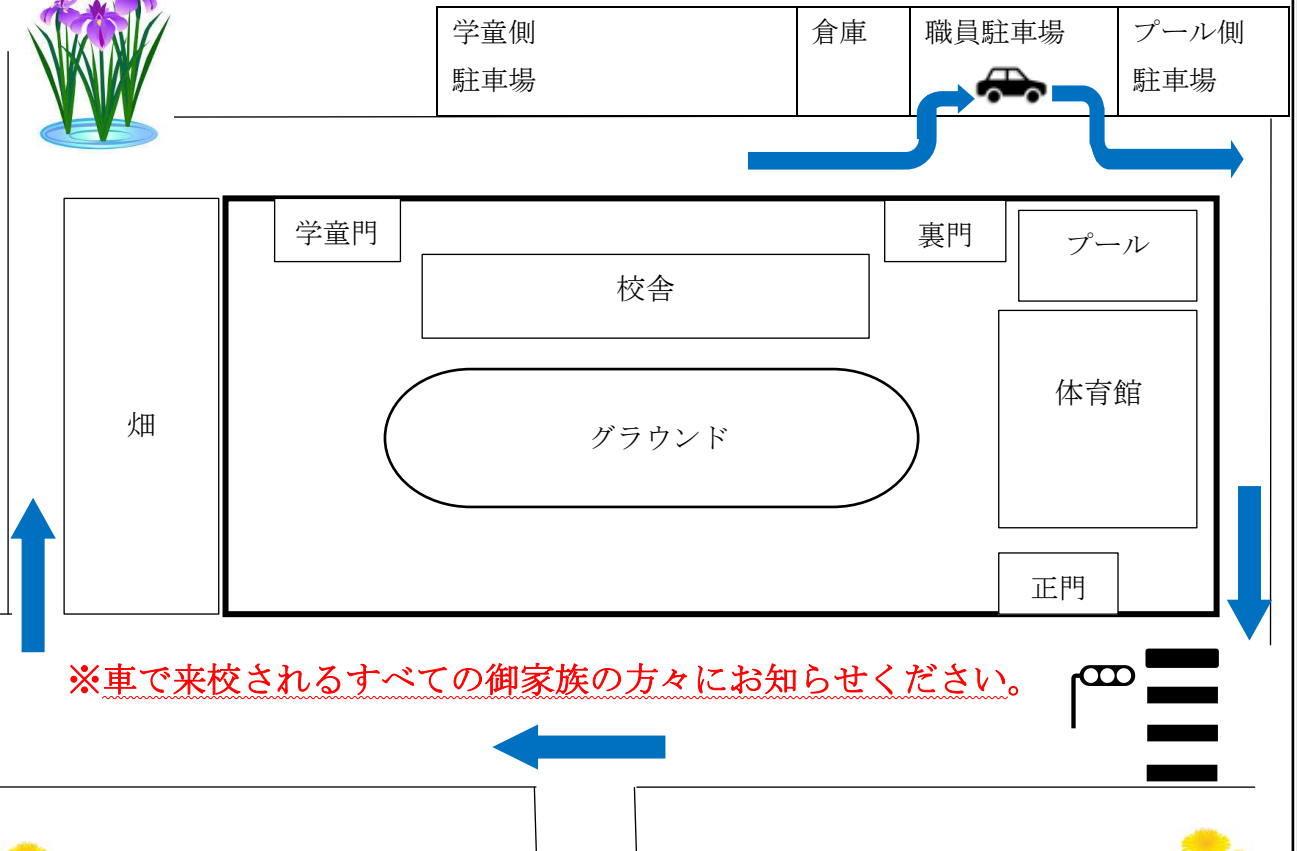 学童側
駐車場
倉庫
職員駐車場
プール側
駐車場
学童門
裏門
プール
校舎
体育館
畑
グラウンド
正門
※車で来校されるすべての御家族の方々にお知らせください。